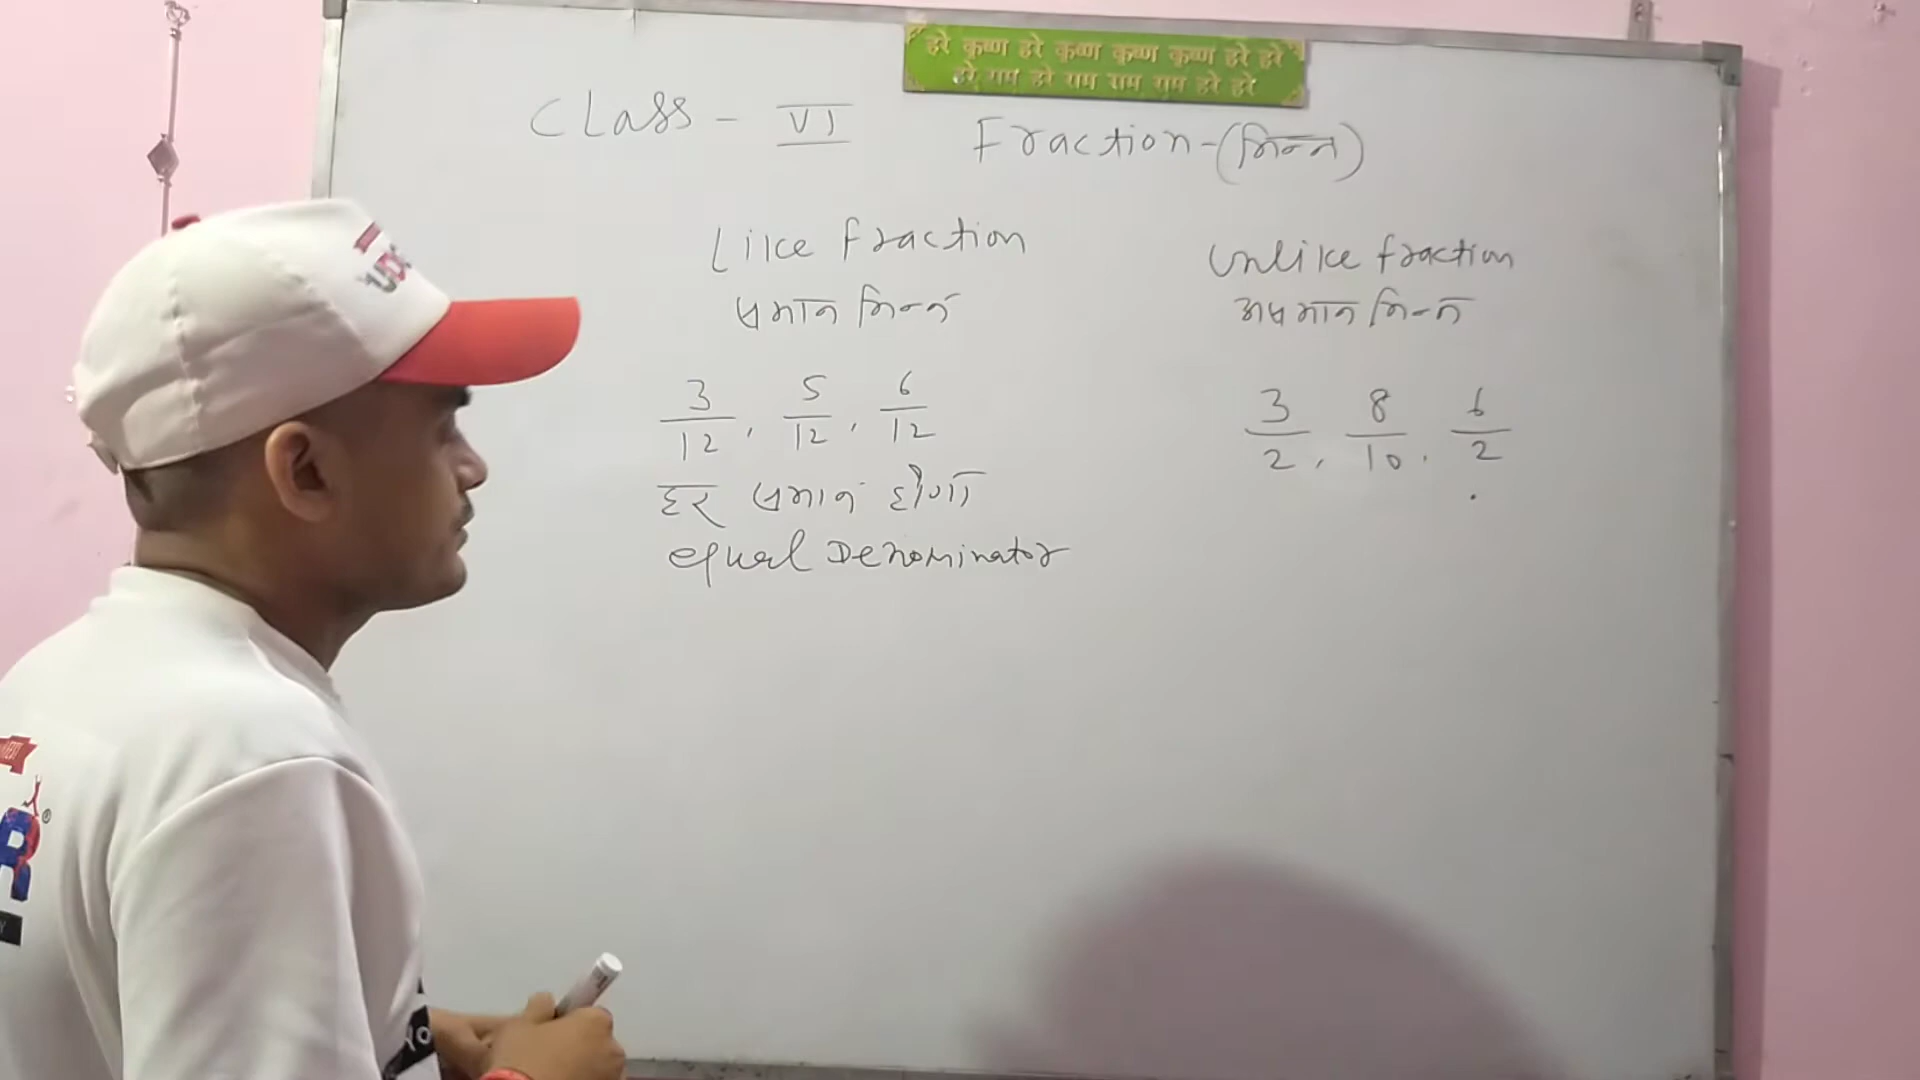 हरे कृष्ण हरे कृष्ण कृष्ण कृष्ण हरे हरे
हरे राम हरे राम राम राम हरे हरे
Class - VI
Fraction-(भिन्न)
Like fraction
समान भिन्न
3/12, 5/12, 6/12
हर समान होगा
equal Denominator
Unlike fraction
असमान भिन्न
3/2, 8/10, 6/2
R